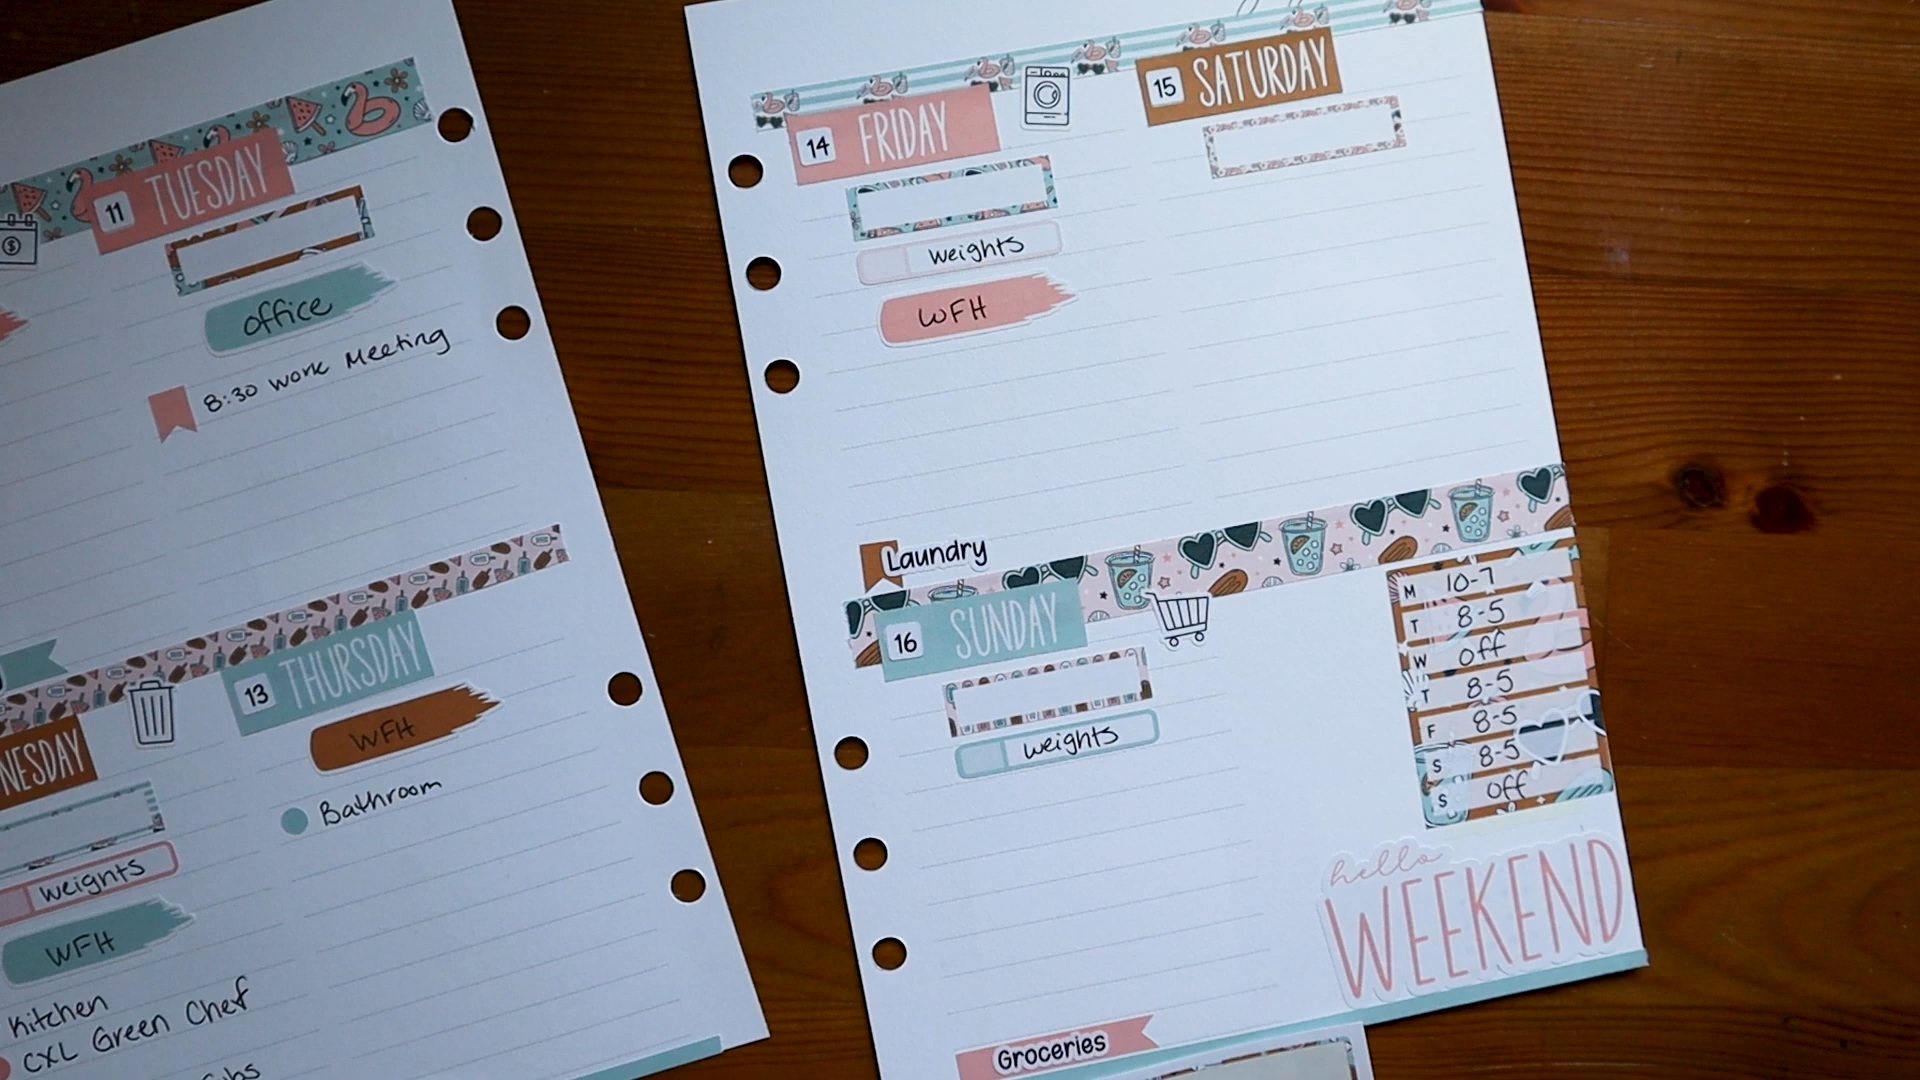 $
11 TUESDAY
office
8:30 Work Meeting
NESDAY
weights
WFH
Kitchen
CXL Green Chef
13 THURSDAY
WFH
Bathroom
14 FRIDAY
weights
WFH
Laundry
15 SATURDAY
16 SUNDAY
weights
Groceries
M 10-7
T 8-5
W Off
T 8-5
F 8-5
S 8-5
S Off
hello
WEEKEND